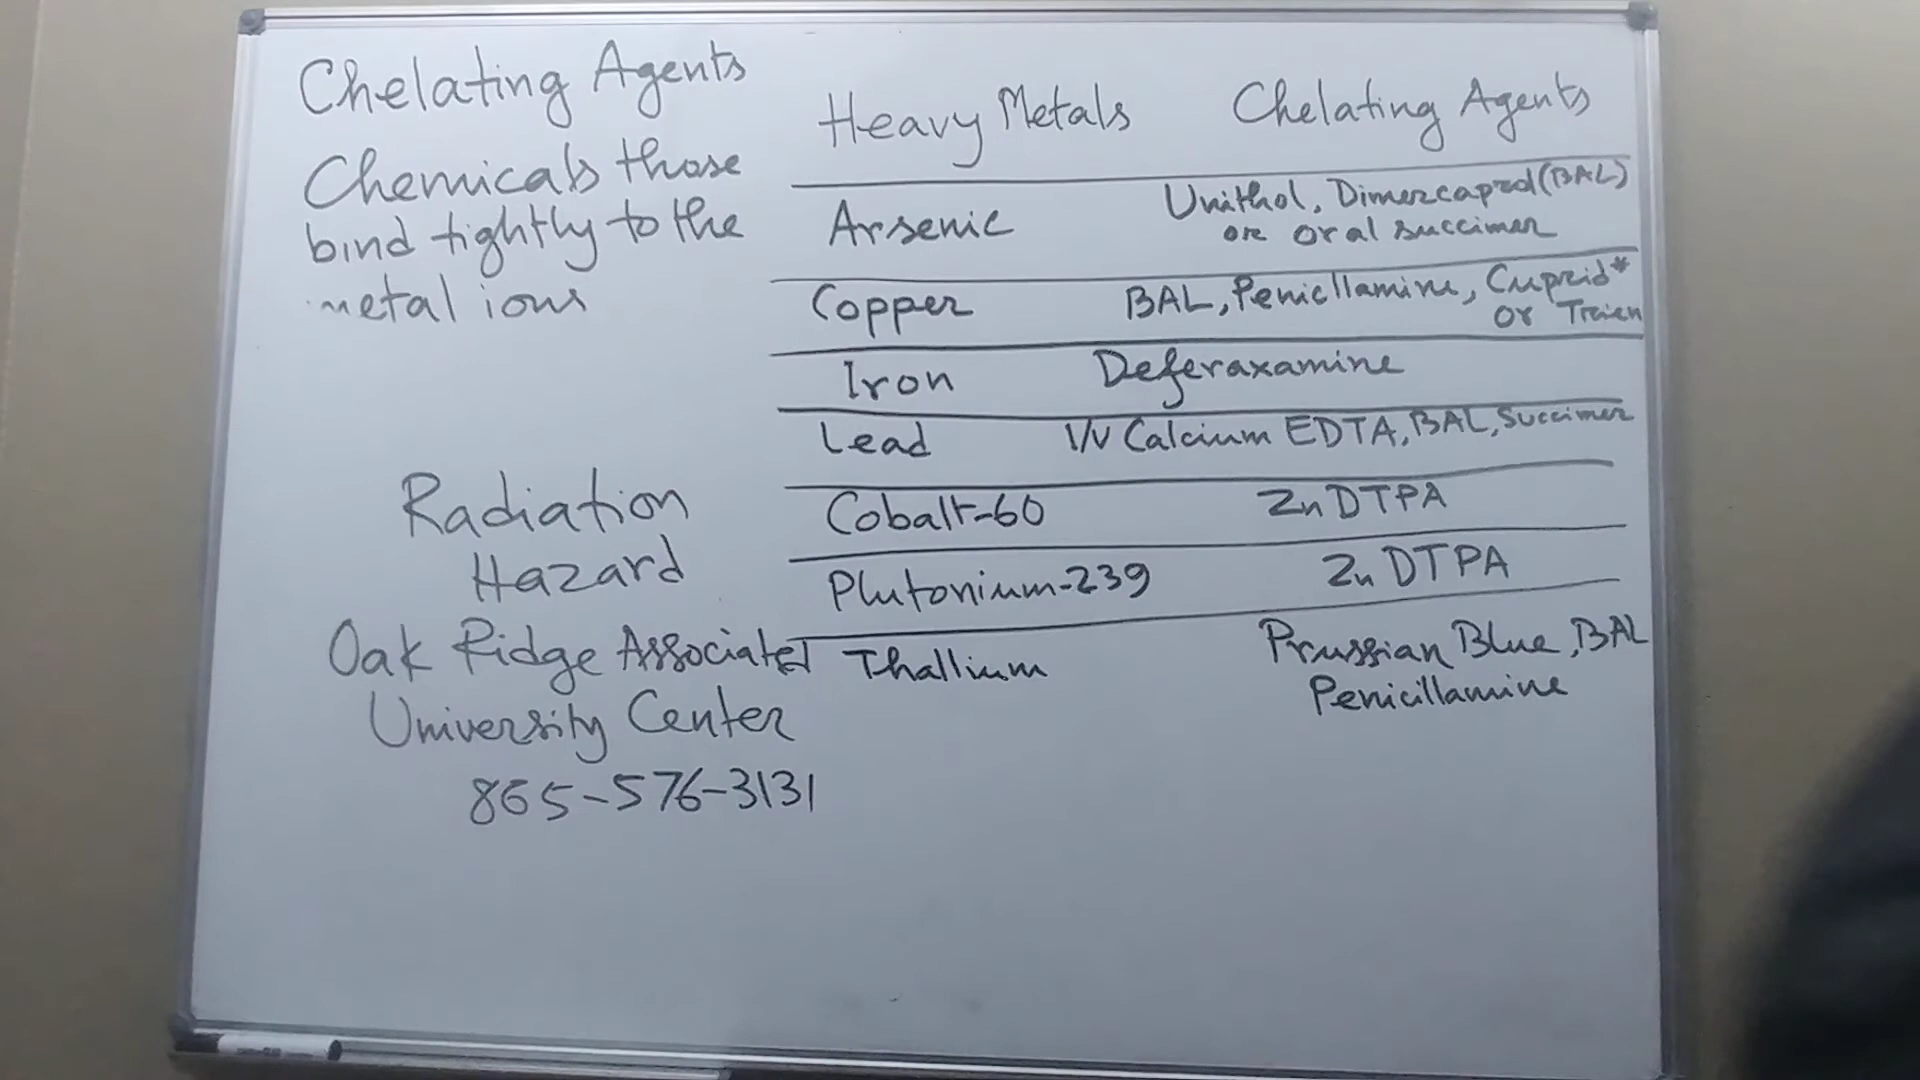 Chelating Agents
Chemicals those
bind tightly to the
metal ions
Radiation
Hazard
Oak Ridge Associated
University Center
865-576-3131
Heavy Metals Chelating Agents
Arsenic Unithol, Dimercaprol (BAL)
or oral succimer
Copper BAL, Penicllamine, Cuprid*
or Trien
Iron Deferaxamine
Lead I/V Calcium EDTA, BAL, Succimer
Cobalt-60 Zn DTPA
Plutonium-239 Zn DTPA
Thallium Prussian Blue, BAL
Penicillamine